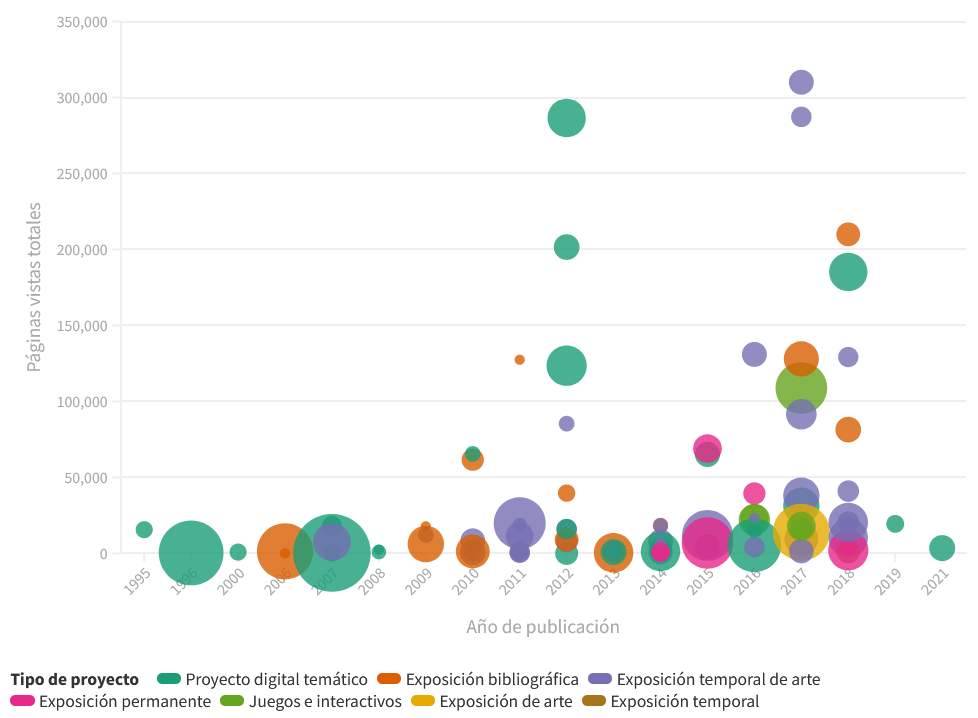 350,000
300,000
250,000
200,000
150,000
100,000
50,000
0
Páginas vistas totales
1995 1996 2000 2006 2007 2008 2009 2010 2011 2012 2013 2014 2015 2016 2017 2018 2019 2021
Año de publicación
Tipo de proyecto Proyecto digital temático Exposición bibliográfica Exposición temporal de arte
Exposición permanente Juegos e interactivos Exposición de arte Exposición temporal